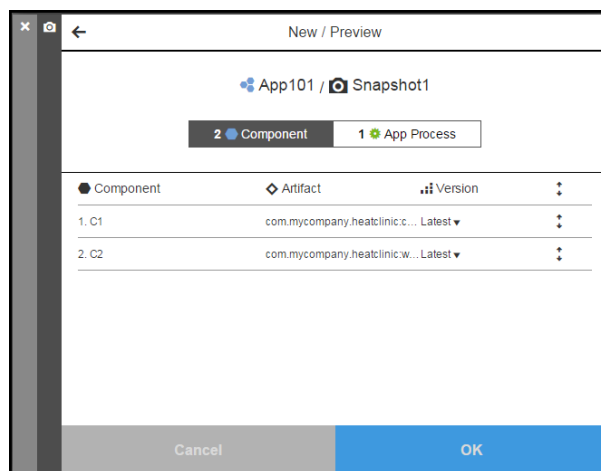 New / Preview
App101 / Snapshot1
2 Component 1 App Process
Component Artifact Version
1. C1 com.mycompany.heatclinic:c... Latest
2. C2 com.mycompany.heatclinic:w... Latest
Cancel OK